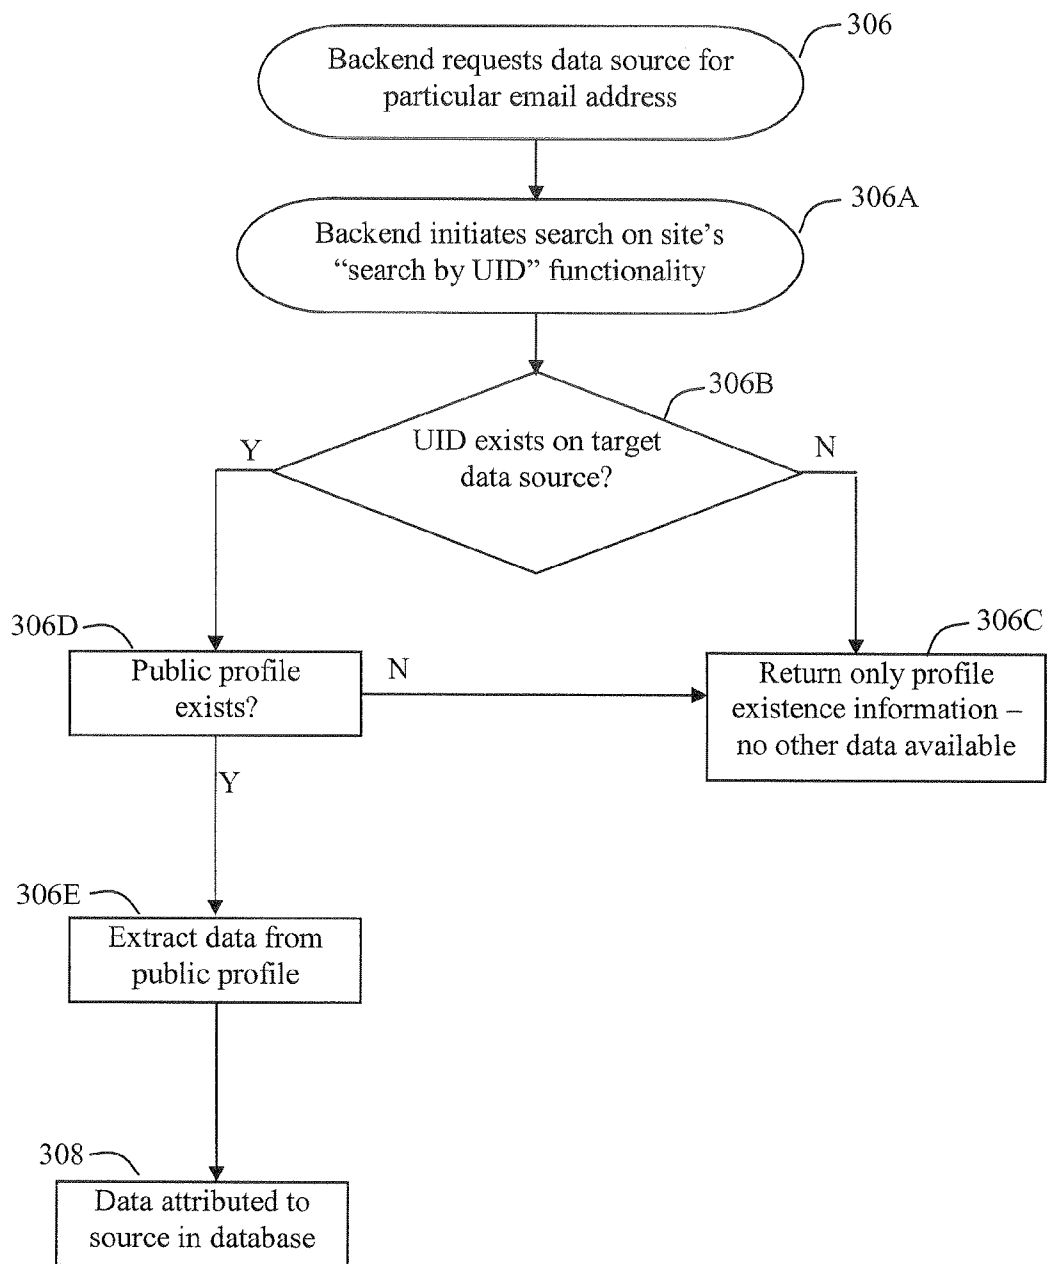 306
Backend requests data source for
particular email address
306A
Backend initiates search on site’s
“search by UID” functionality
306B
UID exists on target
data source?
Y
N
306D
Public profile
exists?
N
306C
Return only profile
existence information –
no other data available
Y
306E
Extract data from
public profile
308
Data attributed to
source in database